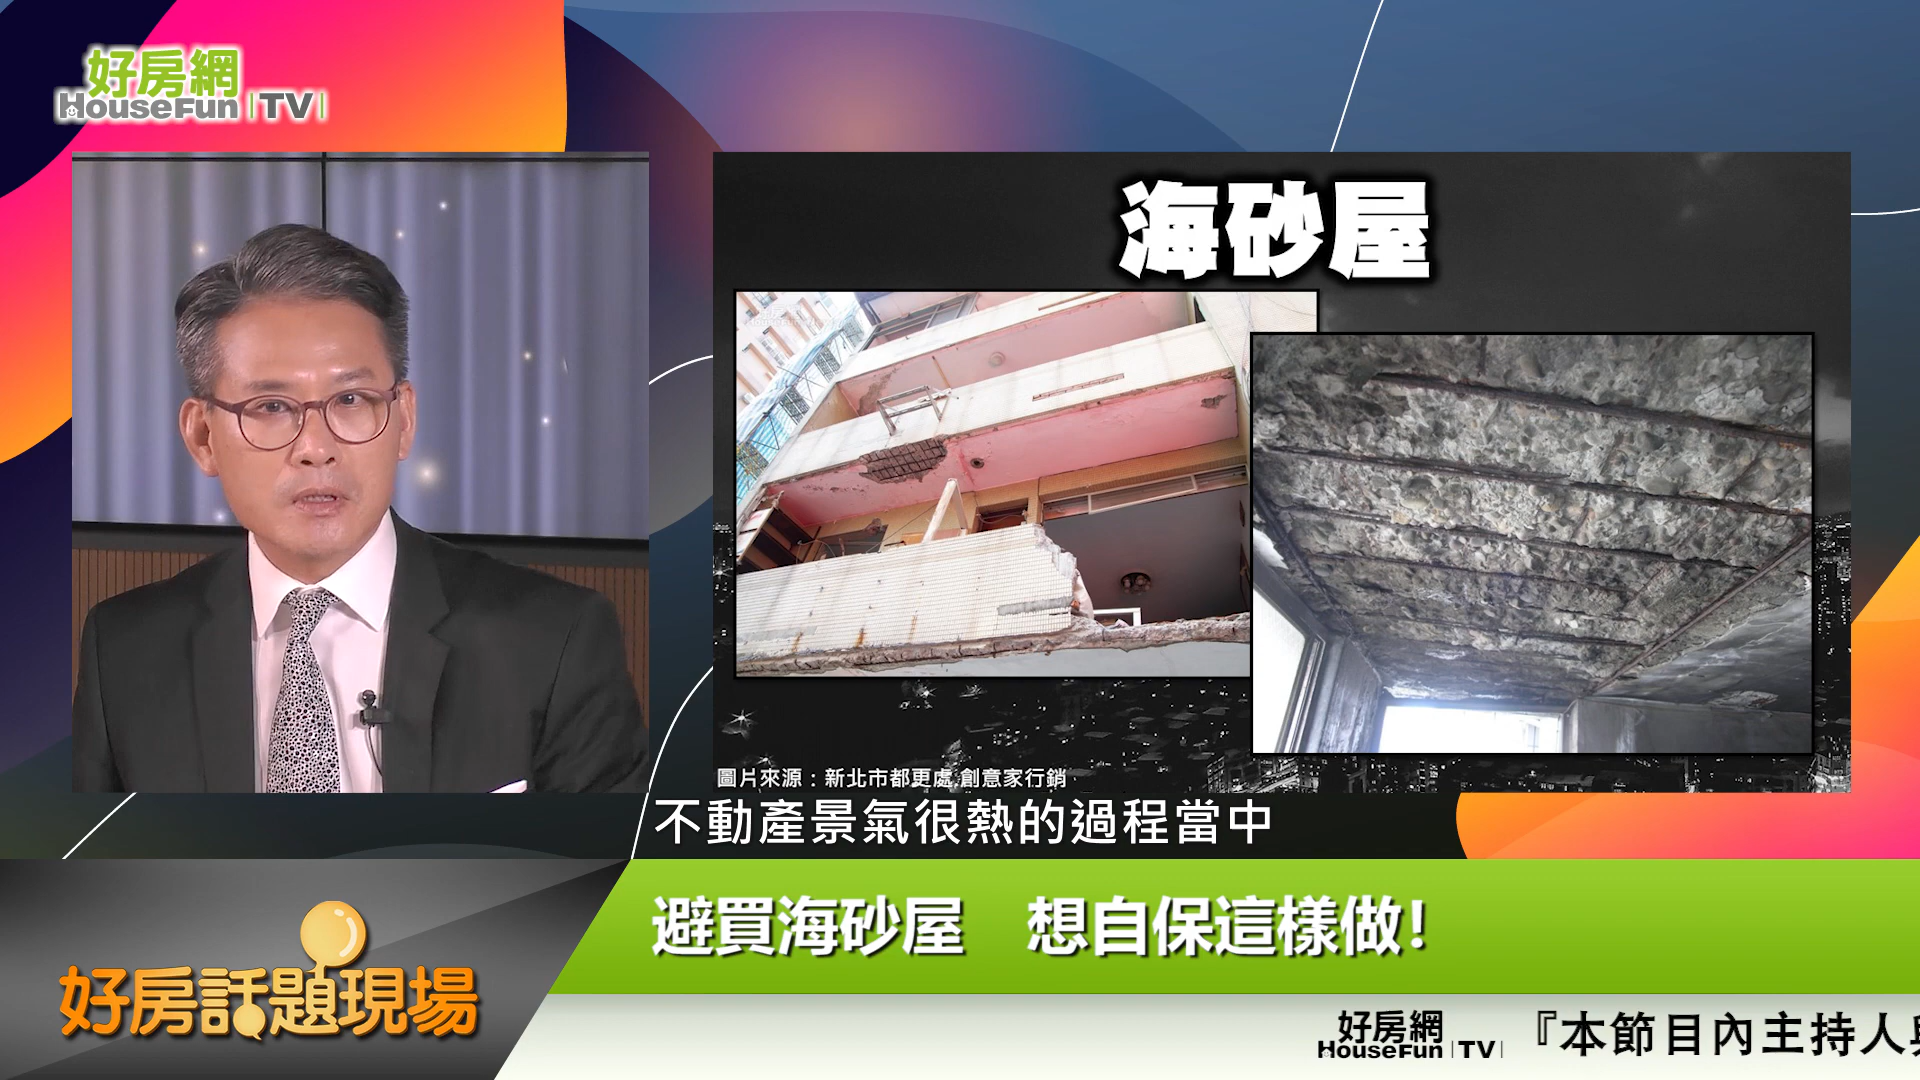 好房網
HouseFun TV
海砂屋
圖片來源：新北市都更處.創意家行銷
不動產景氣很熱的過程當中
避買海砂屋　想自保這樣做！
好房話題現場
好房網
HouseFun TV
『本節目內主持人